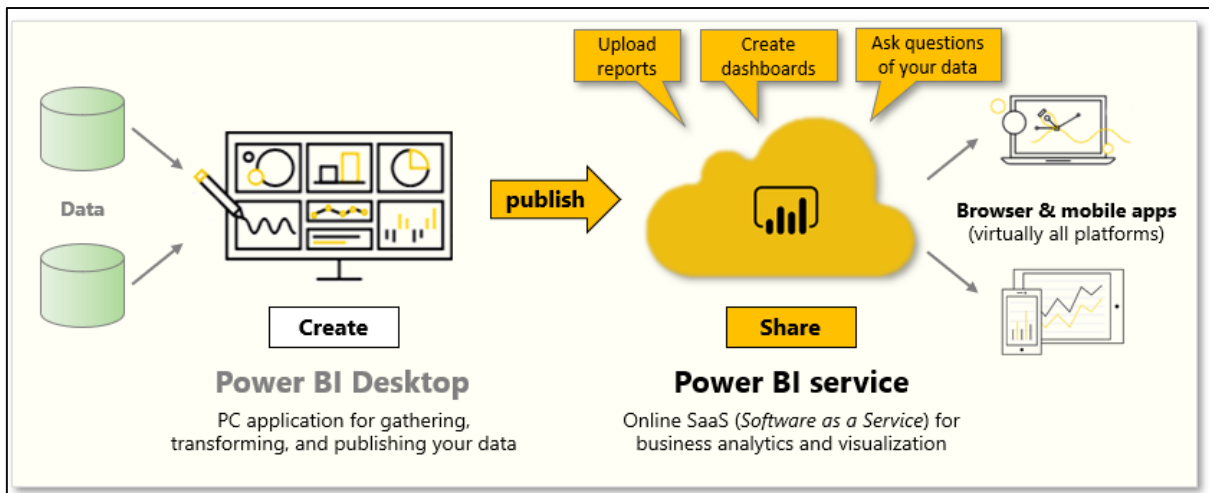 Upload
reports
Create
dashboards
Ask questions
of your data
Data
publish
Browser & mobile apps
(virtually all platforms)
Create
Share
Power BI Desktop
Power BI service
PC application for gathering,
transforming, and publishing your data
Online SaaS (Software as a Service) for
business analytics and visualization